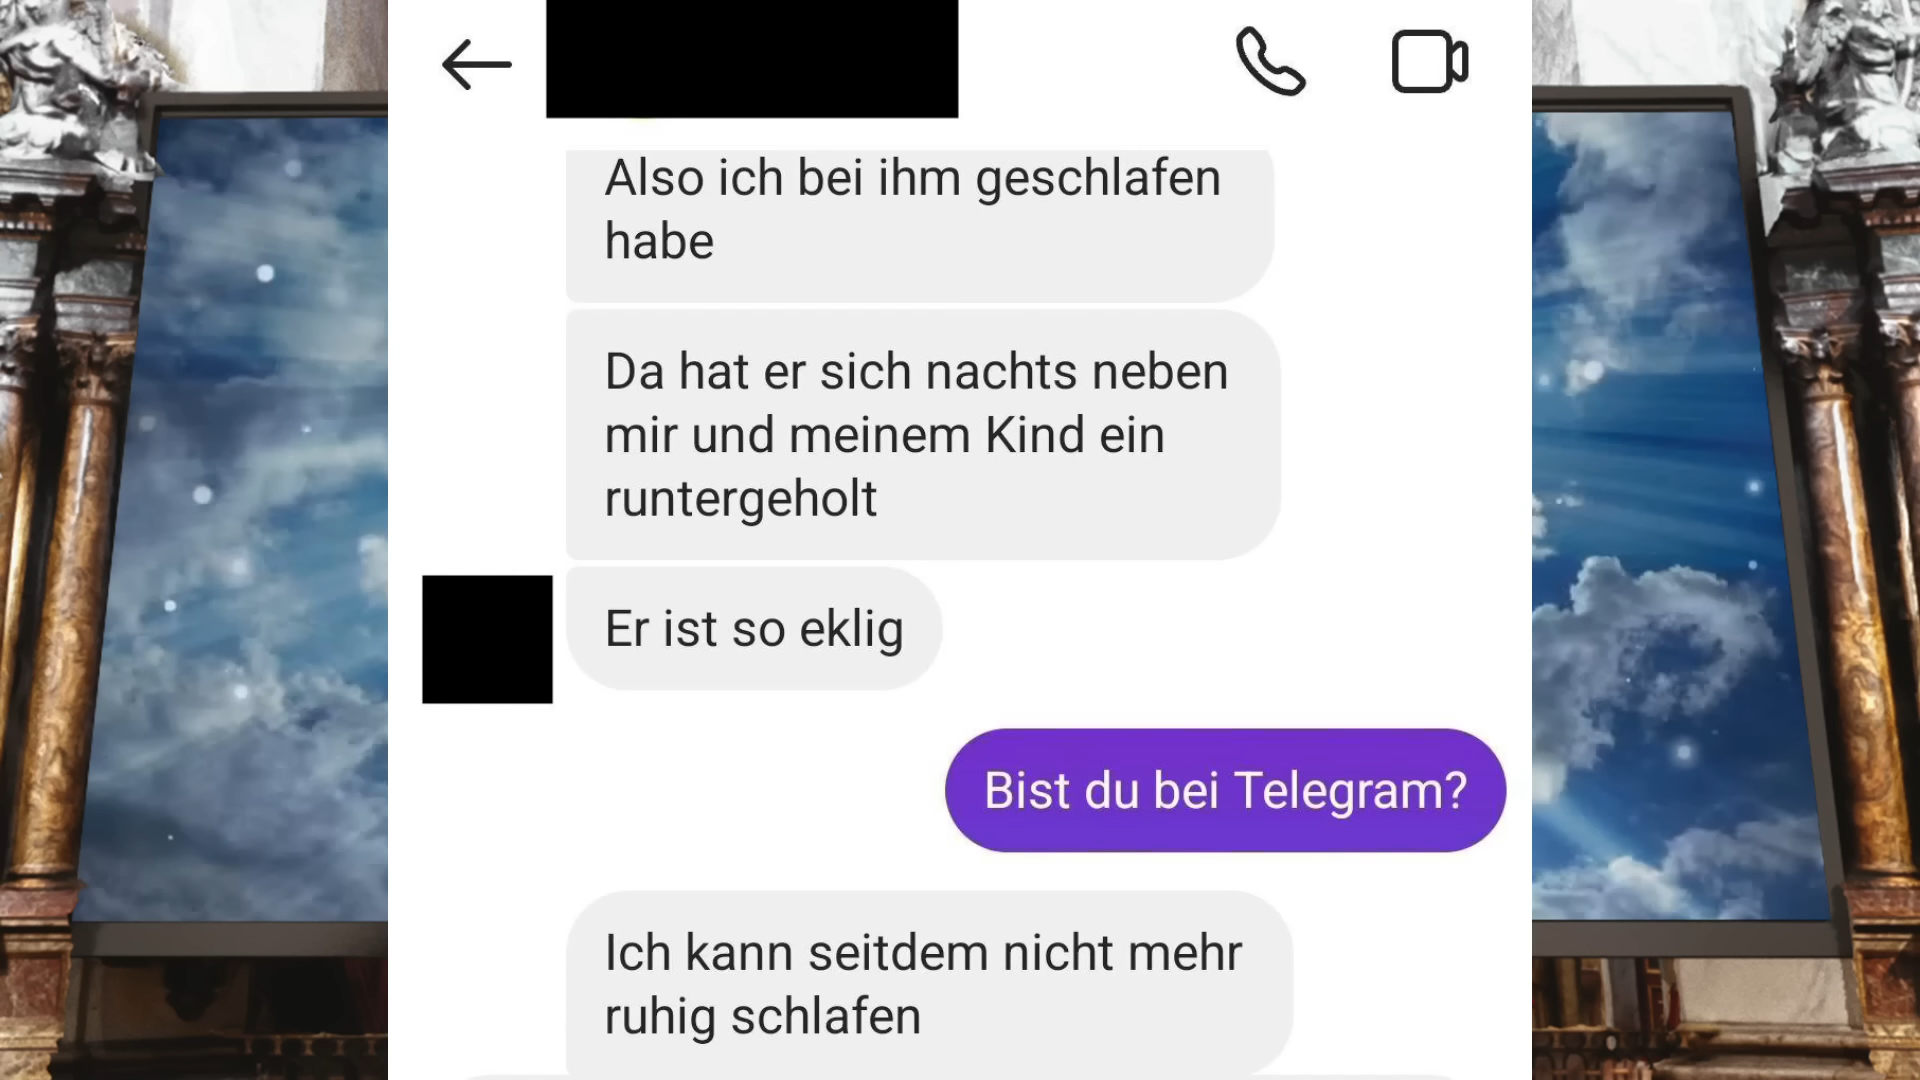 Also ich bei ihm geschlafen
habe
Da hat er sich nachts neben
mir und meinem Kind ein
runtergeholt
Er ist so eklig
Bist du bei Telegram?
Ich kann seitdem nicht mehr
ruhig schlafen